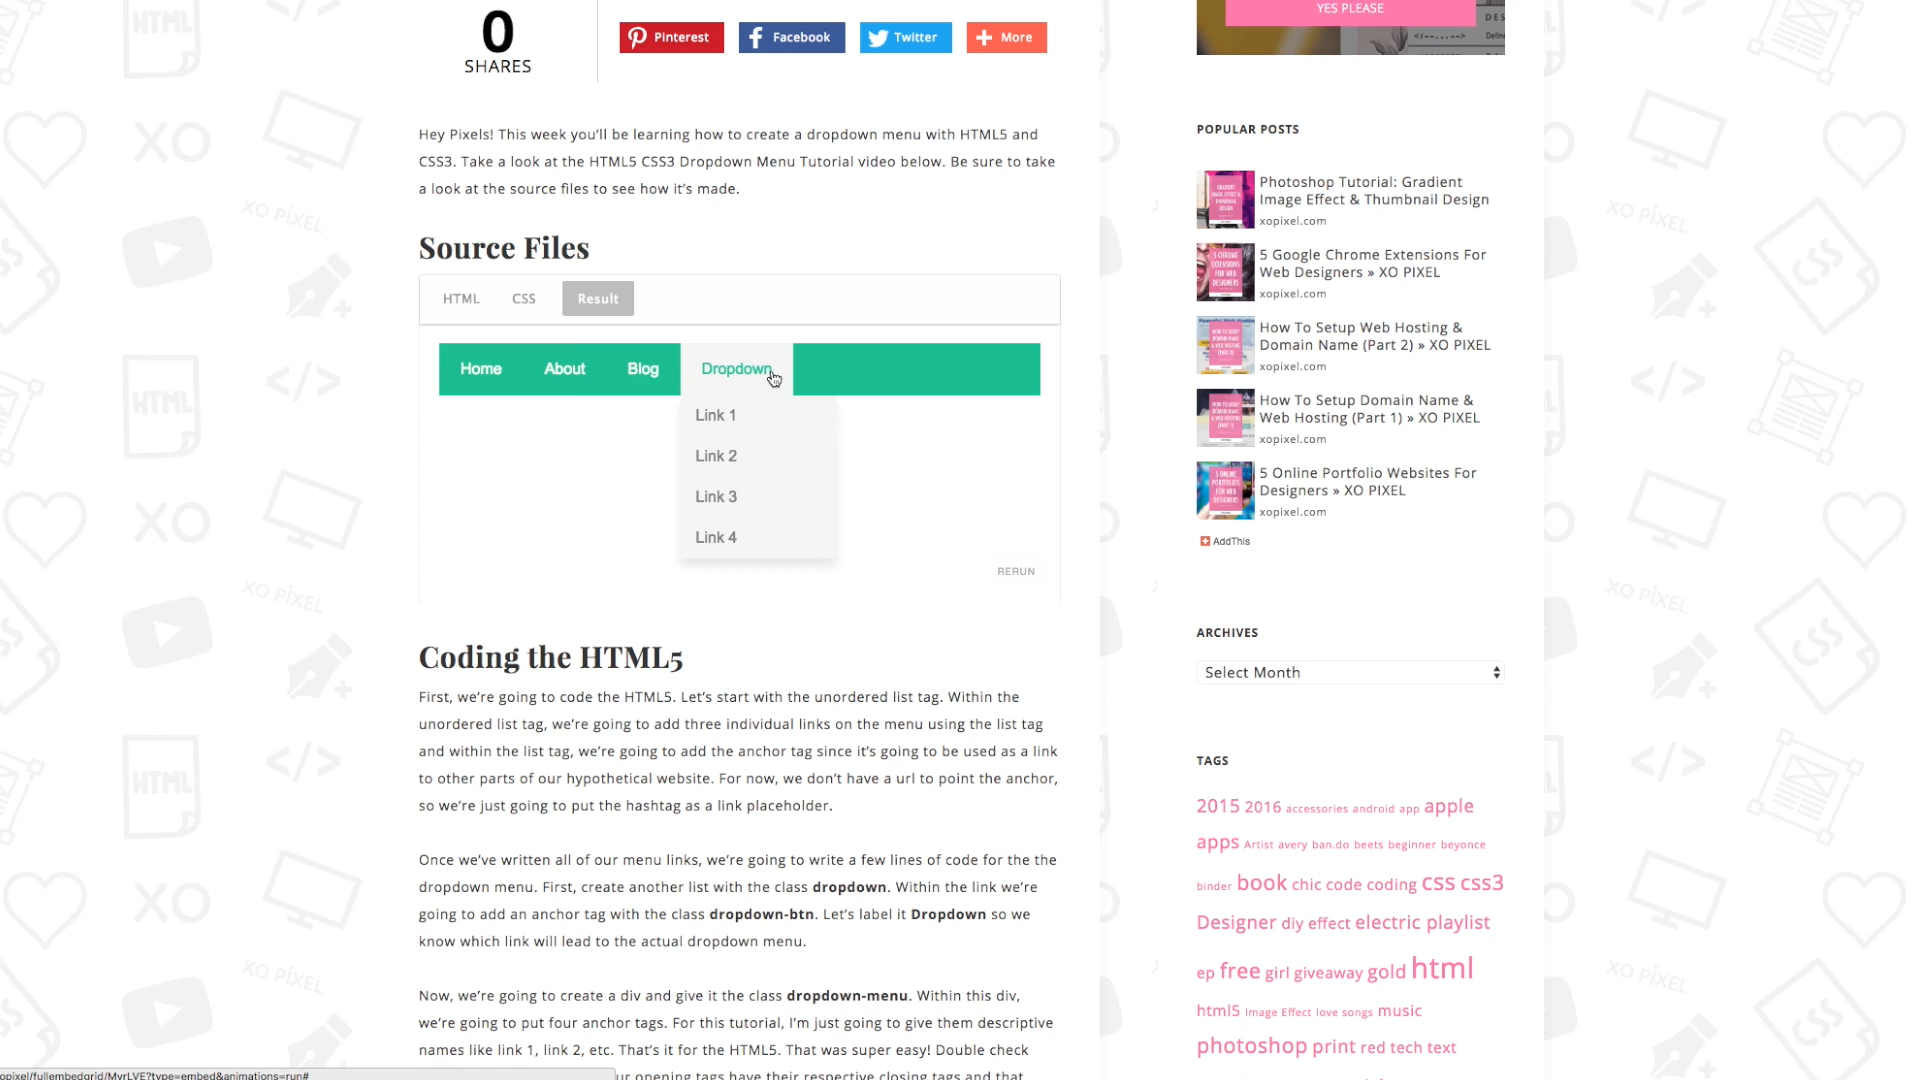 0
SHARES
Pinterest
Facebook
Twitter
More
Hey Pixels! This week you'll be learning how to create a dropdown menu with HTML5 and
CSS3. Take a look at the HTML5 CSS3 Dropdown Menu Tutorial video below. Be sure to take
a look at the source files to see how it's made.
Source Files
HTML CSS Result
Home About Blog Dropdown
Link 1
Link 2
Link 3
Link 4
RERUN
Coding the HTML5
First, we're going to code the HTML5. Let's start with the unordered list tag. Within the
unordered list tag, we're going to add three individual links on the menu using the list tag
and within the list tag, we're going to add the anchor tag since it's going to be used as a link
to other parts of our hypothetical website. For now, we don't have a url to point the anchor,
so we're just going to put the hashtag as a link placeholder.
Once we've written all of our menu links, we're going to write a few lines of code for the the
dropdown menu. First, create another list with the class dropdown. Within the link we're
going to add an anchor tag with the class dropdown-btn. Let's label it Dropdown so we
know which link will lead to the actual dropdown menu.
Now, we're going to create a div and give it the class dropdown-menu. Within this div,
we're going to put four anchor tags. For this tutorial, I'm just going to give them descriptive
names like link 1, link 2, etc. That's it for the HTML5. That was super easy! Double check
ur opening tags have their respective closing tags and that
opixel/fullembedgrid/MyrLVE?type=embed&animations=run#
YES PLEASE
POPULAR POSTS
Photoshop Tutorial: Gradient
Image Effect & Thumbnail Design
xopixel.com
5 Google Chrome Extensions For
Web Designers » XO PIXEL
xopixel.com
How To Setup Web Hosting &
Domain Name (Part 2) » XO PIXEL
xopixel.com
How To Setup Domain Name &
Web Hosting (Part 1) » XO PIXEL
xopixel.com
5 Online Portfolio Websites For
Designers » XO PIXEL
xopixel.com
AddThis
ARCHIVES
Select Month
TAGS
2015 2016 accessories android app apple
apps Artist avery ban.do beets beginner beyonce
binder book chic code coding css css3
Designer diy effect electric playlist
ep free girl giveaway gold html
html5 Image Effect love songs music
photoshop print red tech text